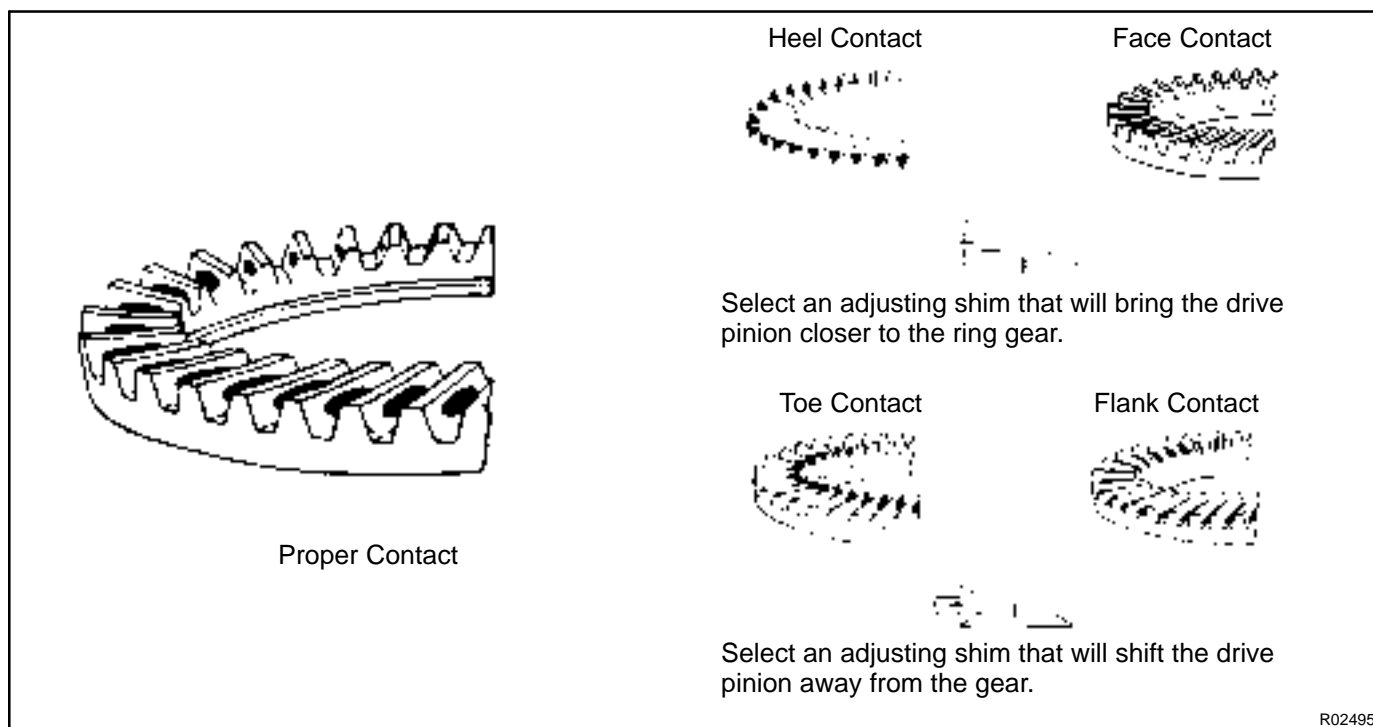 Heel Contact
Face Contact
Select an adjusting shim that will bring the drive
pinion closer to the ring gear.
Toe Contact
Flank Contact
Select an adjusting shim that will shift the drive
pinion away from the gear.
Proper Contact
R02495